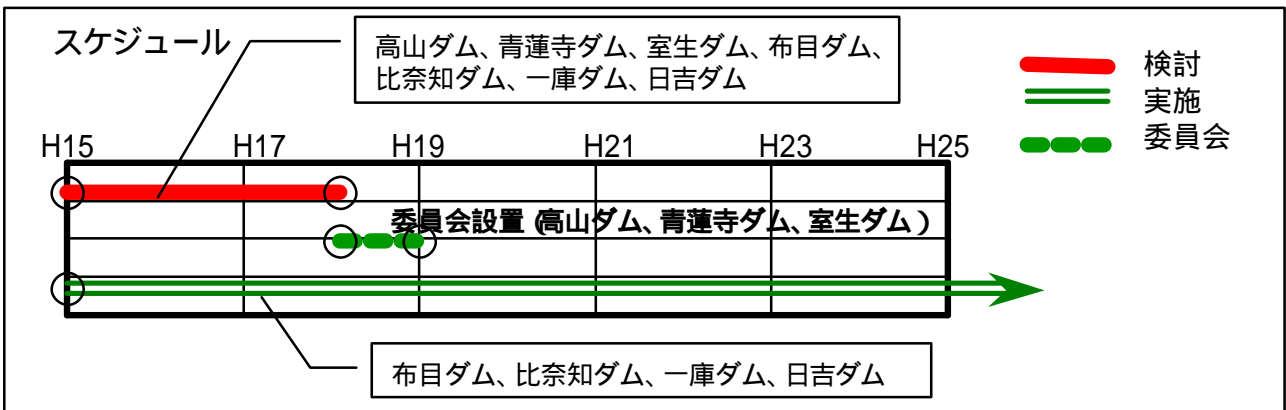 スケジュール
高山ダム、青蓮寺ダム、室生ダム、布目ダム、
比奈知ダム、一庫ダム、日吉ダム
検討
実施
委員会
H15 H17 H19 H21 H23 H25
委員会設置（高山ダム、青蓮寺ダム、室生ダム）
布目ダム、比奈知ダム、一庫ダム、日吉ダム